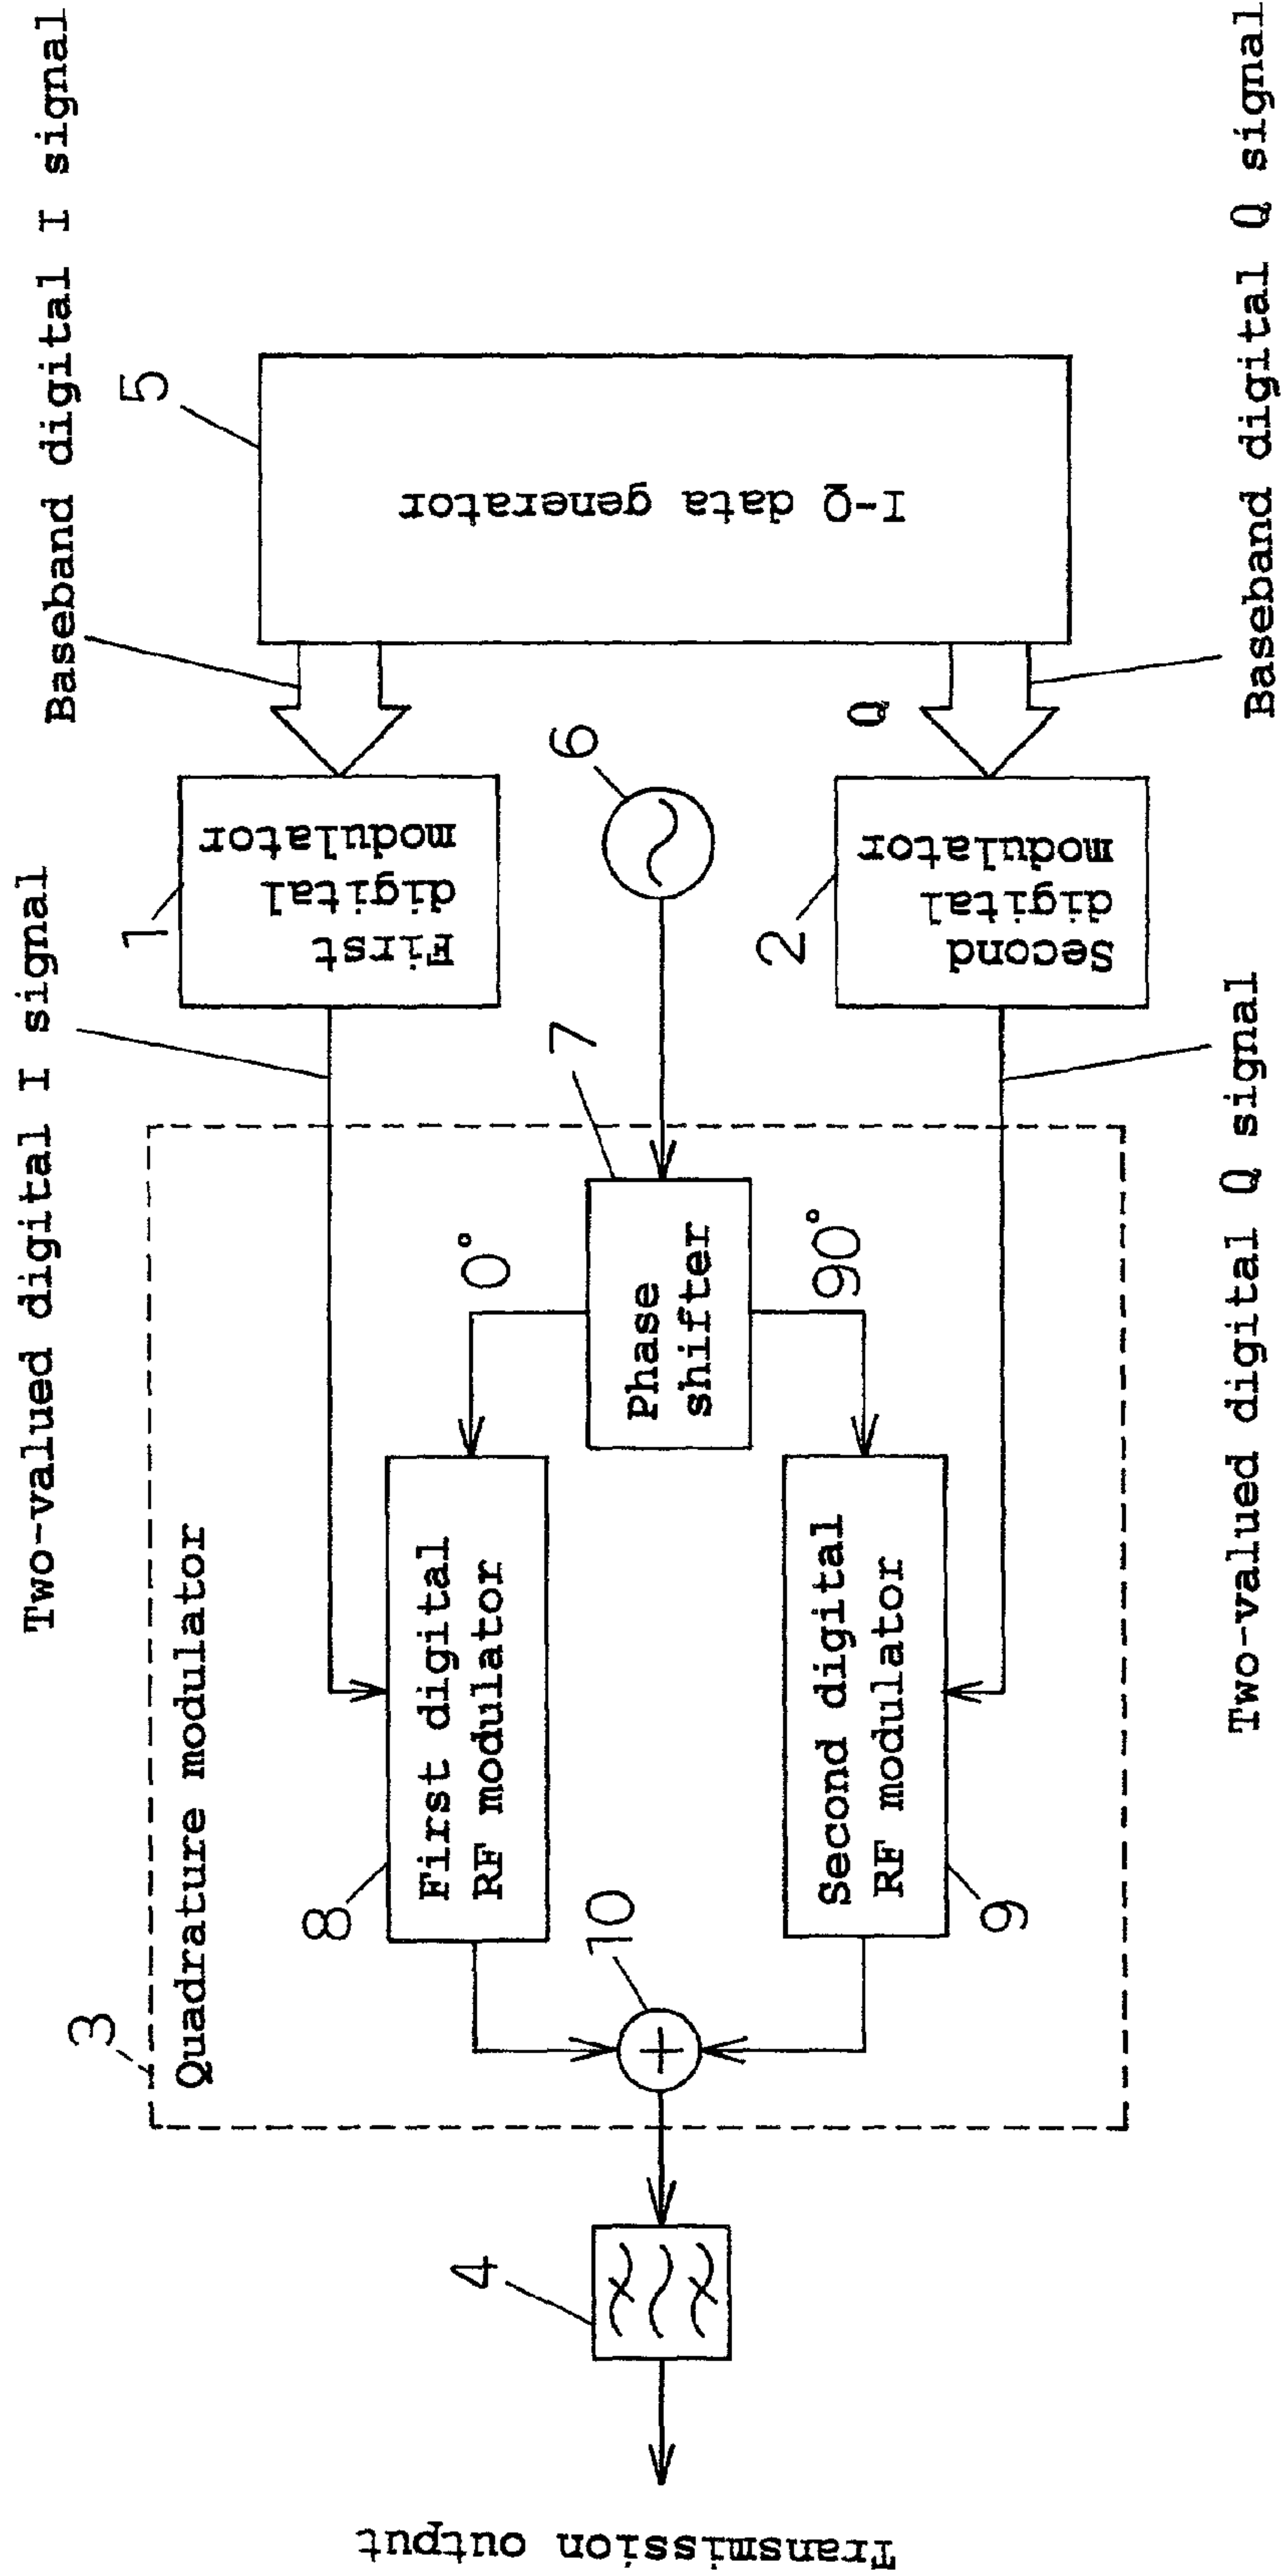 Two-valued digital I signal
Baseband digital I signal
3
Quadrature modulator
1
First
digital
modulator
5
I-Q data generator
8
First digital
RF modulator
0°
7
Phase
shifter
6
4
10
90°
Q
Transmission output
Second digital
RF modulator
9
2
Second
digital
modulator
Two-valued digital Q signal
Baseband digital Q signal